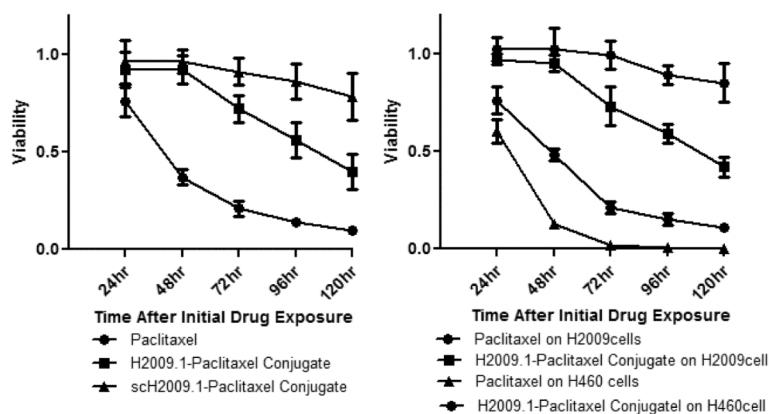 Viability
1.0
0.5
0.0
24hr
48hr
72hr
96hr
120hr
Time After Initial Drug Exposure
Paclitaxel
H2009.1-Paclitaxel Conjugate
scH2009.1-Paclitaxel Conjugate
Viability
1.0
0.5
0.0
24hr
48hr
72hr
96hr
120hr
Time After Initial Drug Exposure
Paclitaxel on H2009cells
H2009.1-Paclitaxel Conjugate on H2009cell
Paclitaxel on H460 cells
H2009.1-Paclitaxel Conjugatel on H460cell